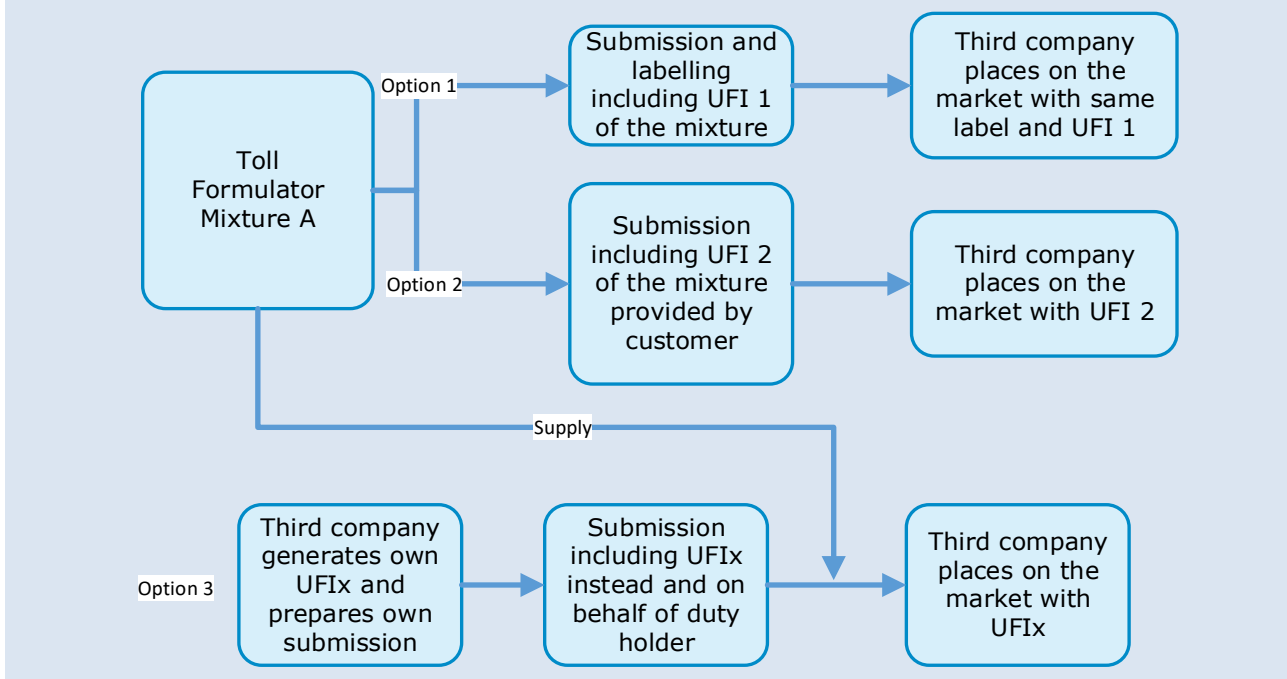 Toll
Formulator
Mixture A
Option 1
Submission and
labelling
including UFI 1
of the mixture
Third company
places on the
market with same
label and UFI 1
Option 2
Submission
including UFI 2
of the mixture
provided by
customer
Third company
places on the
market with UFI 2
Supply
Option 3
Third company
generates own
UFIx and
prepares own
submission
Submission
including UFIx
instead and on
behalf of duty
holder
Third company
places on the
market with
UFIx